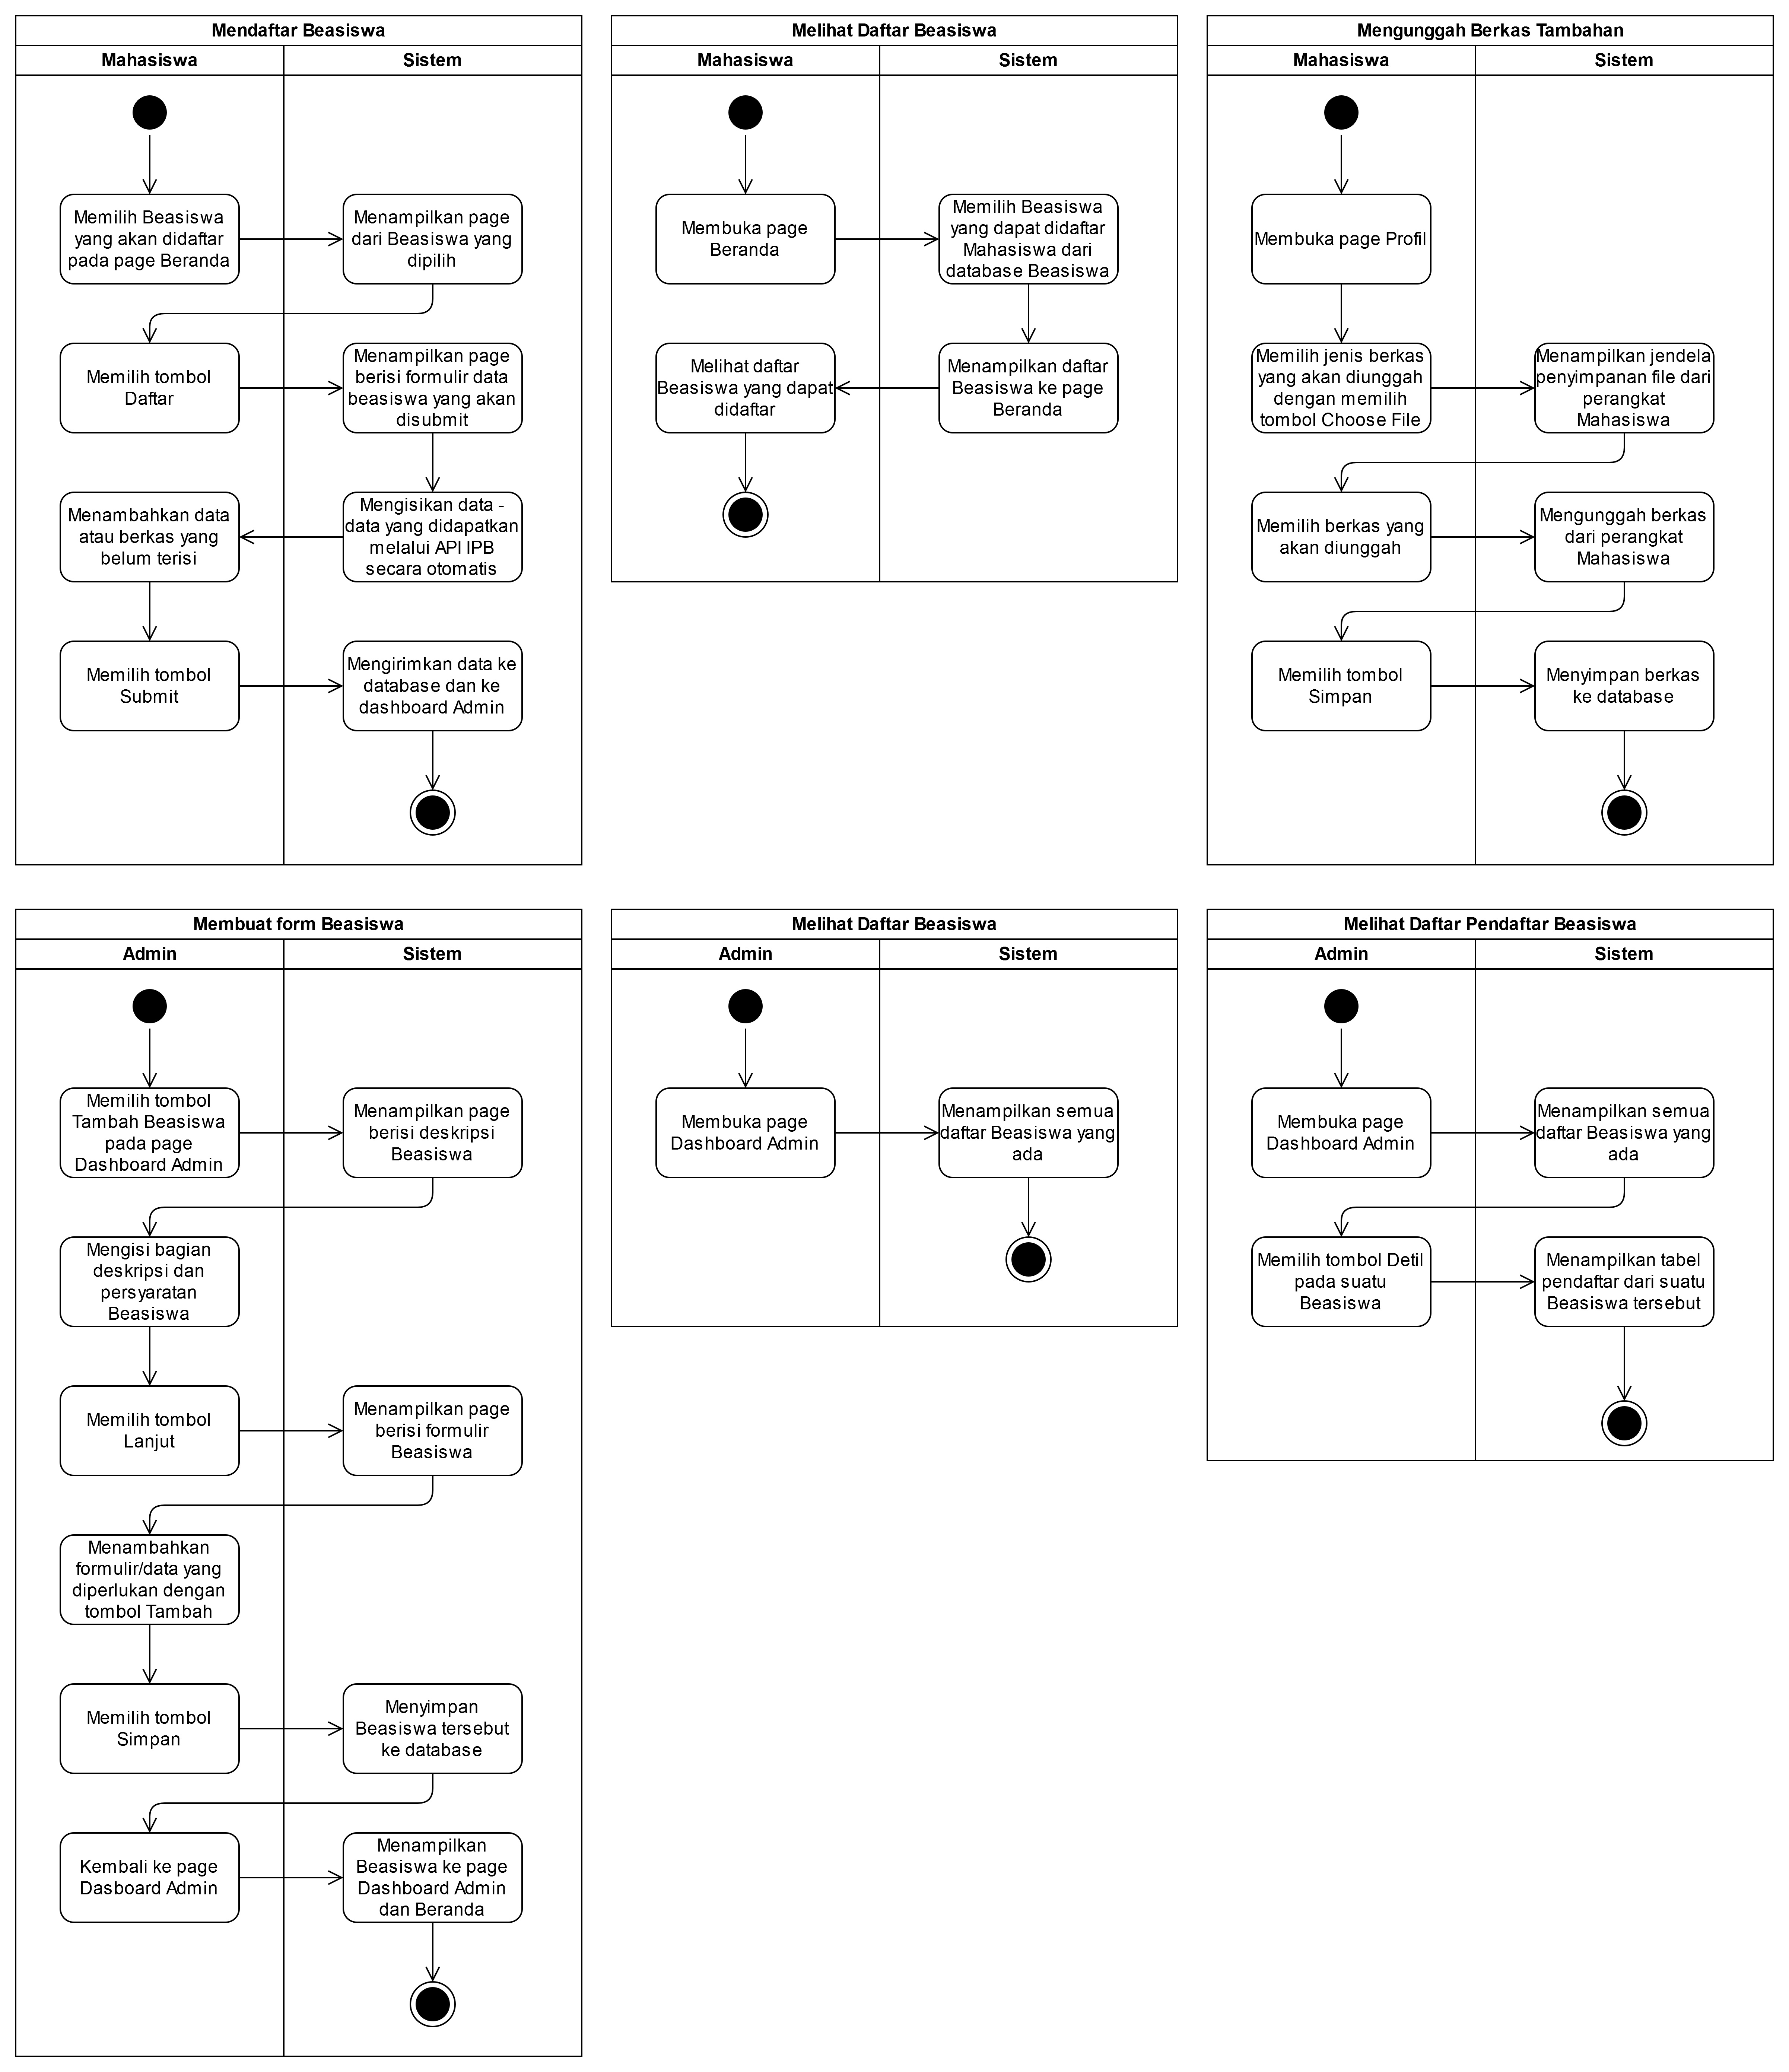 Mendaftar Beasiswa
Mahasiswa
Sistem
Memilih Beasiswa
yang akan didaftar
pada page Beranda
Menampilkan page
dari Beasiswa yang
dipilih
Memilih tombol
Daftar
Menampilkan page
berisi formulir data
beasiswa yang akan
disubmit
Mengisikan data -
data yang didapatkan
melalui API IPB
secara otomatis
Menambahkan data
atau berkas yang
belum terisi
Memilih tombol
Submit
Mengirimkan data ke
database dan ke
dashboard Admin
Melihat Daftar Beasiswa
Mahasiswa
Sistem
Membuka page
Beranda
Memilih Beasiswa
yang dapat didaftar
Mahasiswa dari
database Beasiswa
Menampilkan daftar
Beasiswa ke page
Beranda
Melihat daftar
Beasiswa yang dapat
didaftar
Mengunggah Berkas Tambahan
Mahasiswa
Sistem
Membuka page Profil
Memilih jenis berkas
yang akan diunggah
dengan memilih
tombol Choose File
Menampilkan jendela
penyimpanan file dari
perangkat
Mahasiswa
Memilih berkas yang
akan diunggah
Mengunggah berkas
dari perangkat
Mahasiswa
Memilih tombol
Simpan
Menyimpan berkas
ke database
Membuat form Beasiswa
Admin
Sistem
Memilih tombol
Tambah Beasiswa
pada page
Dashboard Admin
Menampilkan page
berisi deskripsi
Beasiswa
Mengisi bagian
deskripsi dan
persyaratan
Beasiswa
Memilih tombol
Lanjut
Menampilkan page
berisi formulir
Beasiswa
Menambahkan
formulir/data yang
diperlukan dengan
tombol Tambah
Memilih tombol
Simpan
Menyimpan
Beasiswa tersebut
ke database
Kembali ke page
Dasboard Admin
Menampilkan
Beasiswa ke page
Dashboard Admin
dan Beranda
Melihat Daftar Beasiswa
Admin
Sistem
Membuka page
Dashboard Admin
Menampilkan semua
daftar Beasiswa yang
ada
Melihat Daftar Pendaftar Beasiswa
Admin
Sistem
Membuka page
Dashboard Admin
Menampilkan semua
daftar Beasiswa yang
ada
Memilih tombol Detil
pada suatu
Beasiswa
Menampilkan tabel
pendaftar dari suatu
Beasiswa tersebut